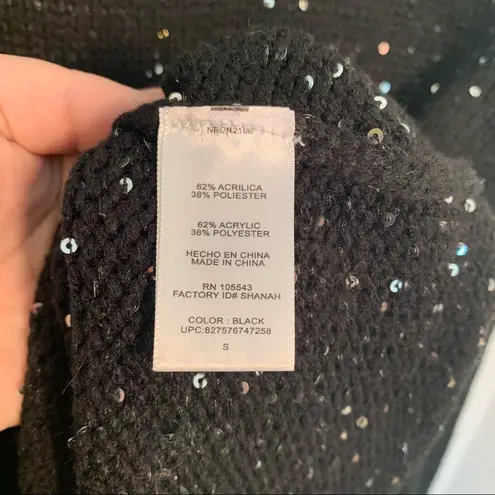 NRDN2106
62% ACRILICA
38% POLIESTER
62% ACRYLIC
38% POLYESTER
HECHO EN CHINA
MADE IN CHINA
RN 105543
FACTORY ID# SHANAH
COLOR : BLACK
UPC:827576747258
S